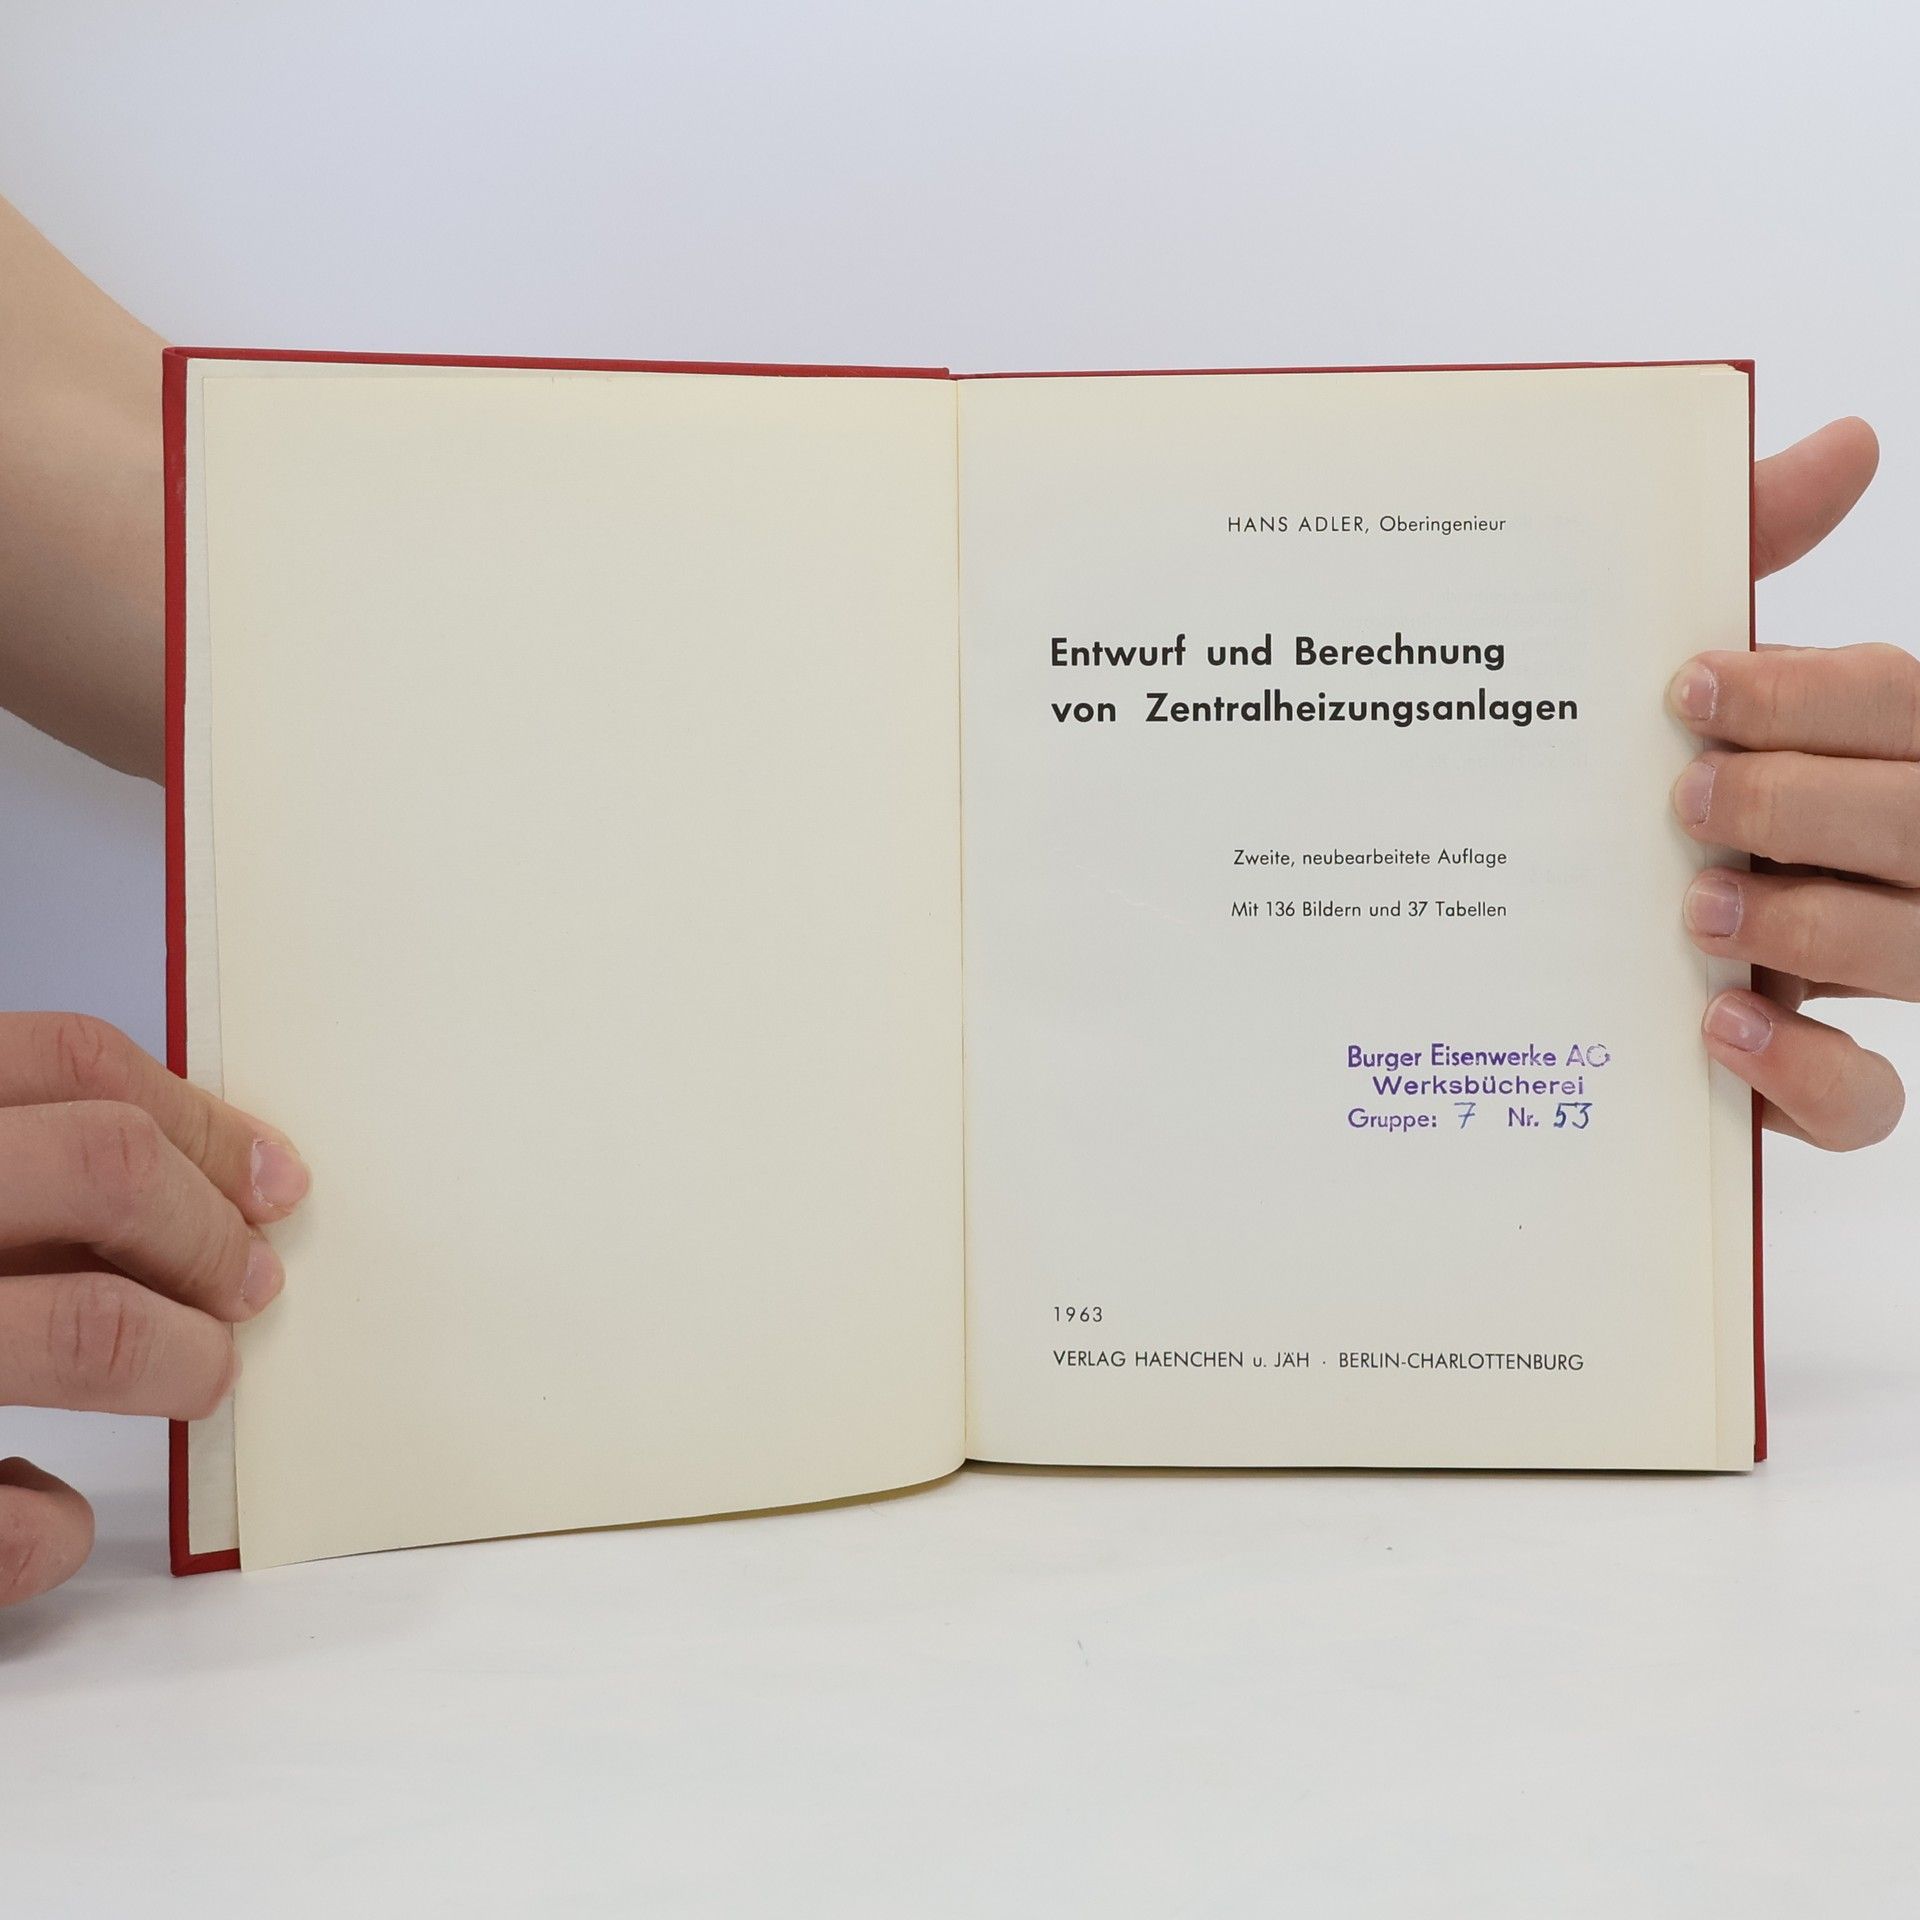 HANS ADLER, Oberingenieur
Entwurf und Berechnung
von Zentralheizungsanlagen
Zweite, neubearbeitete Auflage
Mit 136 Bildern und 37 Tabellen
Burger Eisenwerke AG
Werksbücherei
Gruppe: 7 Nr. 53
1963
VERLAG HAENCHEN u. JÄH · BERLIN-CHARLOTTENBURG